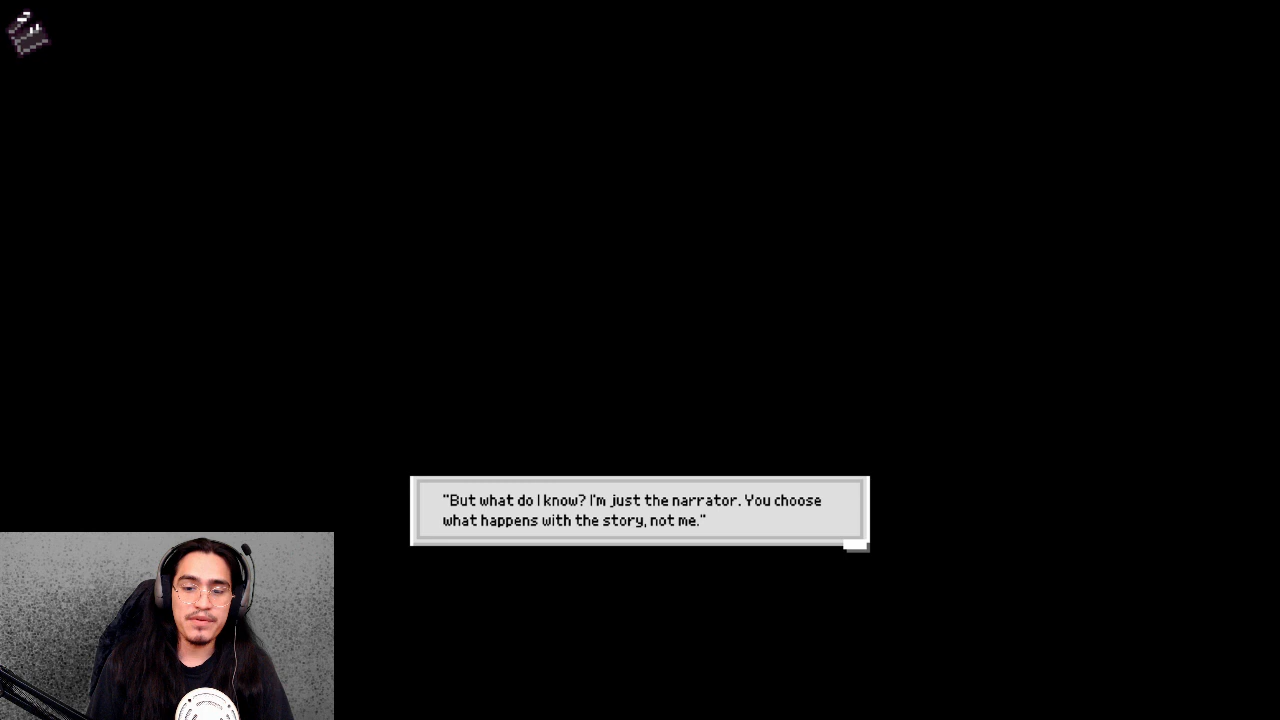 "But what do I know? I'm just the narrator. You choose
what happens with the story, not me."